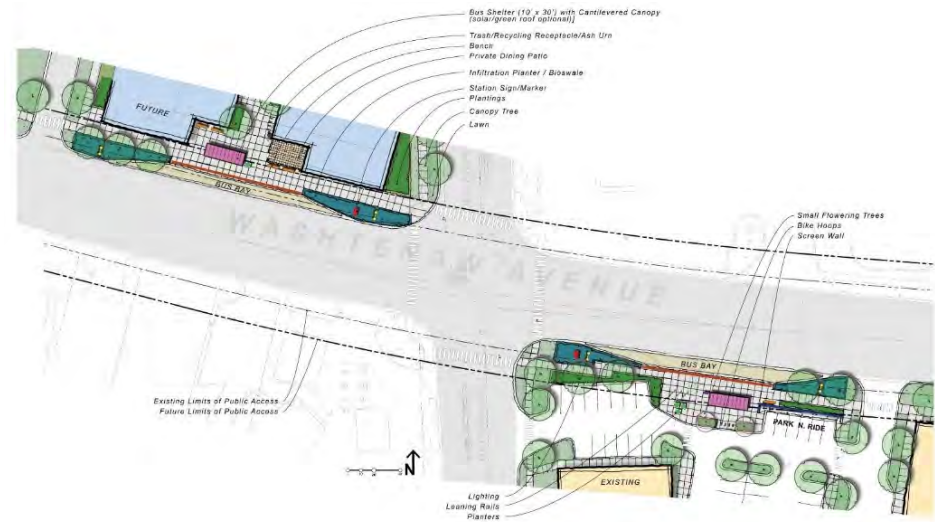 Bus Shelter (10' x 30') with Cantilevered Canopy
(solar/green roof optional)]
Trash/Recycling Receptacle/Ash Urn
Bench
Private Dining Patio
Infiltration Planter / Bioswale
Station Sign/Marker
Plantings
Canopy Tree
Lawn
FUTURE
BUS BAY
WASHTENAW AVENUE
Small Flowering Trees
Bike Hoops
Screen Wall
BUS BAY
Existing Limits of Public Access
Future Limits of Public Access
PARK N. RIDE
N
EXISTING
Lighting
Leaning Rails
Planters